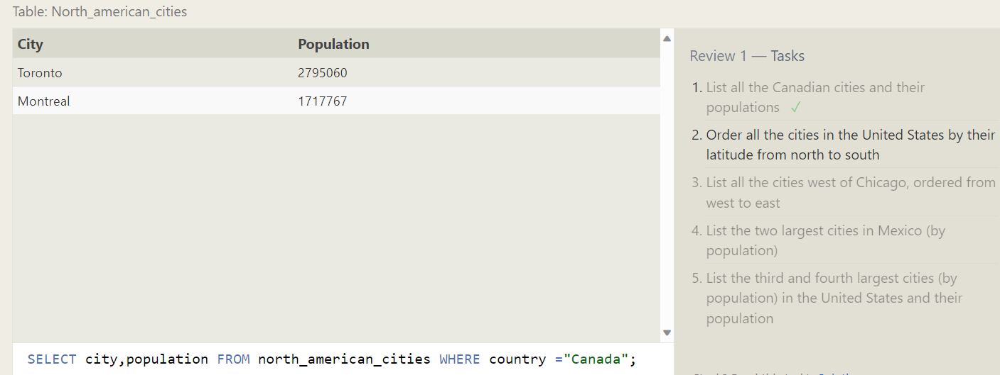 Table: North_american_cities
City Population
Toronto 2795060
Montreal 1717767
SELECT city,population FROM north_american_cities WHERE country ="Canada";
Review 1 — Tasks
1. List all the Canadian cities and their
populations ✓
2. Order all the cities in the United States by their
latitude from north to south
3. List all the cities west of Chicago, ordered from
west to east
4. List the two largest cities in Mexico (by
population)
5. List the third and fourth largest cities (by
population) in the United States and their
population